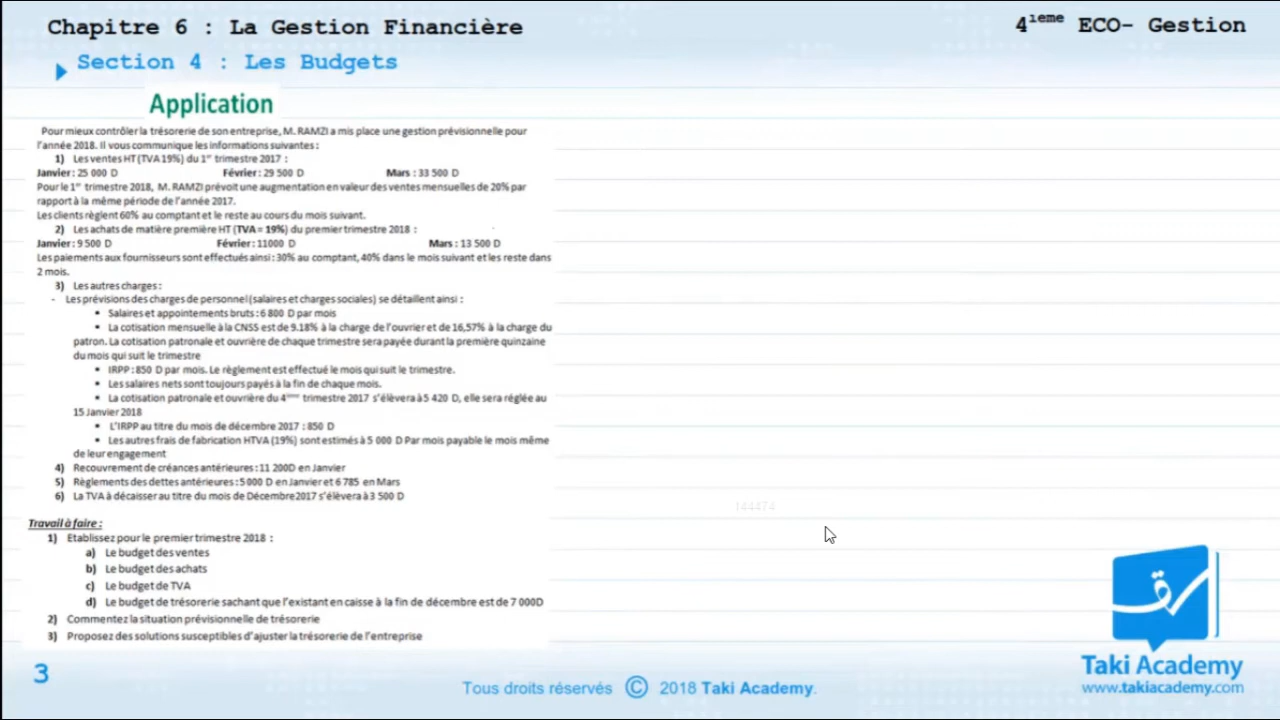 Chapitre 6 : La Gestion Financière
4ieme ECO- Gestion
Section 4 : Les Budgets
Application
Pour mieux contrôler la trésorerie de son entreprise, M. RAMZI a mis place une gestion prévisionnelle pour
l'année 2018. Il vous communique les informations suivantes :
1) Les ventes HT (TVA 19%) du 1er trimestre 2017 :
Janvier : 25 000 D Février : 29 500 D Mars : 33 500 D
Pour le 1er trimestre 2018, M. RAMZI prévoit une augmentation en valeur des ventes mensuelles de 20% par
rapport à la même période de l'année 2017.
Les clients règlent 60% au comptant et le reste au cours du mois suivant.
2) Les achats de matière première HT (TVA = 19%) du premier trimestre 2018 :
Janvier : 9 500 D Février : 11000 D Mars : 13 500 D
Les paiements aux fournisseurs sont effectués ainsi : 30% au comptant, 40% dans le mois suivant et les reste dans
2 mois.
3) Les autres charges :
- Les prévisions des charges de personnel (salaires et charges sociales) se détaillent ainsi :
▪ Salaires et appointements bruts : 6 800 D par mois
▪ La cotisation mensuelle à la CNSS est de 9.18% à la charge de l'ouvrier et de 16,57% à la charge du
patron. La cotisation patronale et ouvrière de chaque trimestre sera payée durant la première quinzaine
du mois qui suit le trimestre
▪ IRPP : 850 D par mois. Le règlement est effectué le mois qui suit le trimestre.
▪ Les salaires nets sont toujours payés à la fin de chaque mois.
▪ La cotisation patronale et ouvrière du 4ième trimestre 2017 s'élèvera à 5 420 D, elle sera réglée au
15 Janvier 2018
▪ L'IRPP au titre du mois de décembre 2017 : 850 D
▪ Les autres frais de fabrication HTVA (19%) sont estimés à 5 000 D Par mois payable le mois même
de leur engagement
4) Recouvrement de créances antérieures : 11 200D en Janvier
5) Règlements des dettes antérieures : 5 000 D en Janvier et 6 785 en Mars
6) La TVA à décaisser au titre du mois de Décembre 2017 s'élèvera à 3 500 D
144474
Travail à faire :
1) Etablissez pour le premier trimestre 2018 :
a) Le budget des ventes
b) Le budget des achats
c) Le budget de TVA
d) Le budget de trésorerie sachant que l'existant en caisse à la fin de décembre est de 7 000D
2) Commentez la situation prévisionnelle de trésorerie
3) Proposez des solutions susceptibles d'ajuster la trésorerie de l'entreprise
Taki Academy
www.takiacademy.com
3
Tous droits réservés © 2018 Taki Academy.